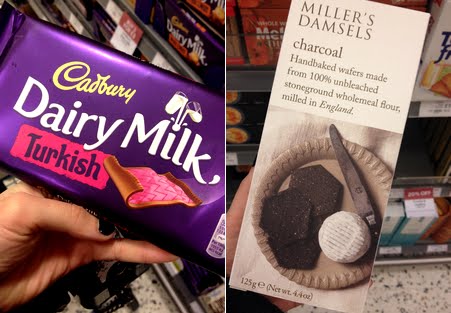 Cadbury
Dairy Milk
Turkish
MILLER'S
DAMSELS
charcoal
Handbaked wafers made
from 100% unbleached
stoneground wholemeal flour,
milled in England.
125g e (Net wt. 4.4oz)